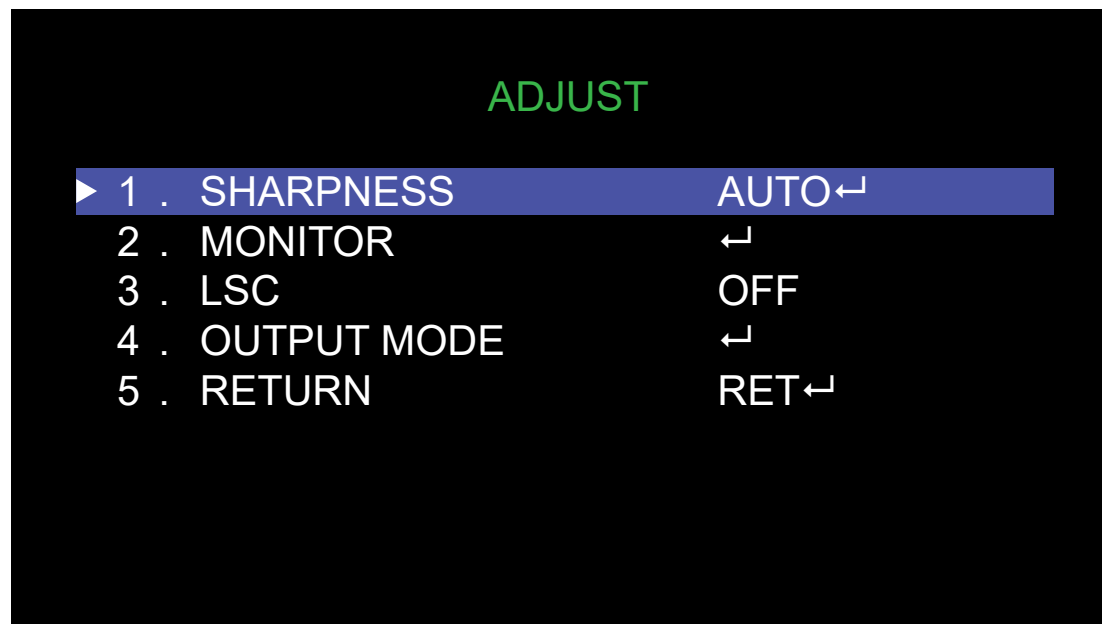 ADJUST
1 . SHARPNESS AUTO↵
2 . MONITOR ↵
3 . LSC OFF
4 . OUTPUT MODE ↵
5 . RETURN RET↵